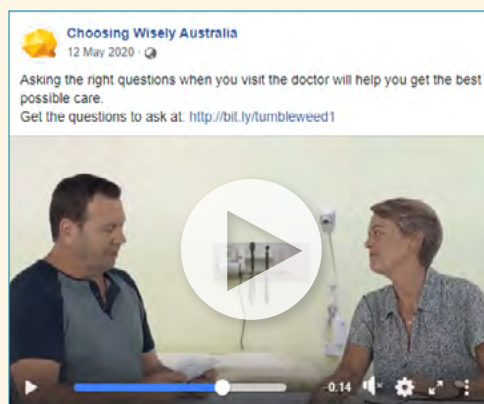 Choosing Wisely Australia
12 May 2020 ·
Asking the right questions when you visit the doctor will help you get the best
possible care.
Get the questions to ask at: http://bit.ly/tumbleweed1
-0:14